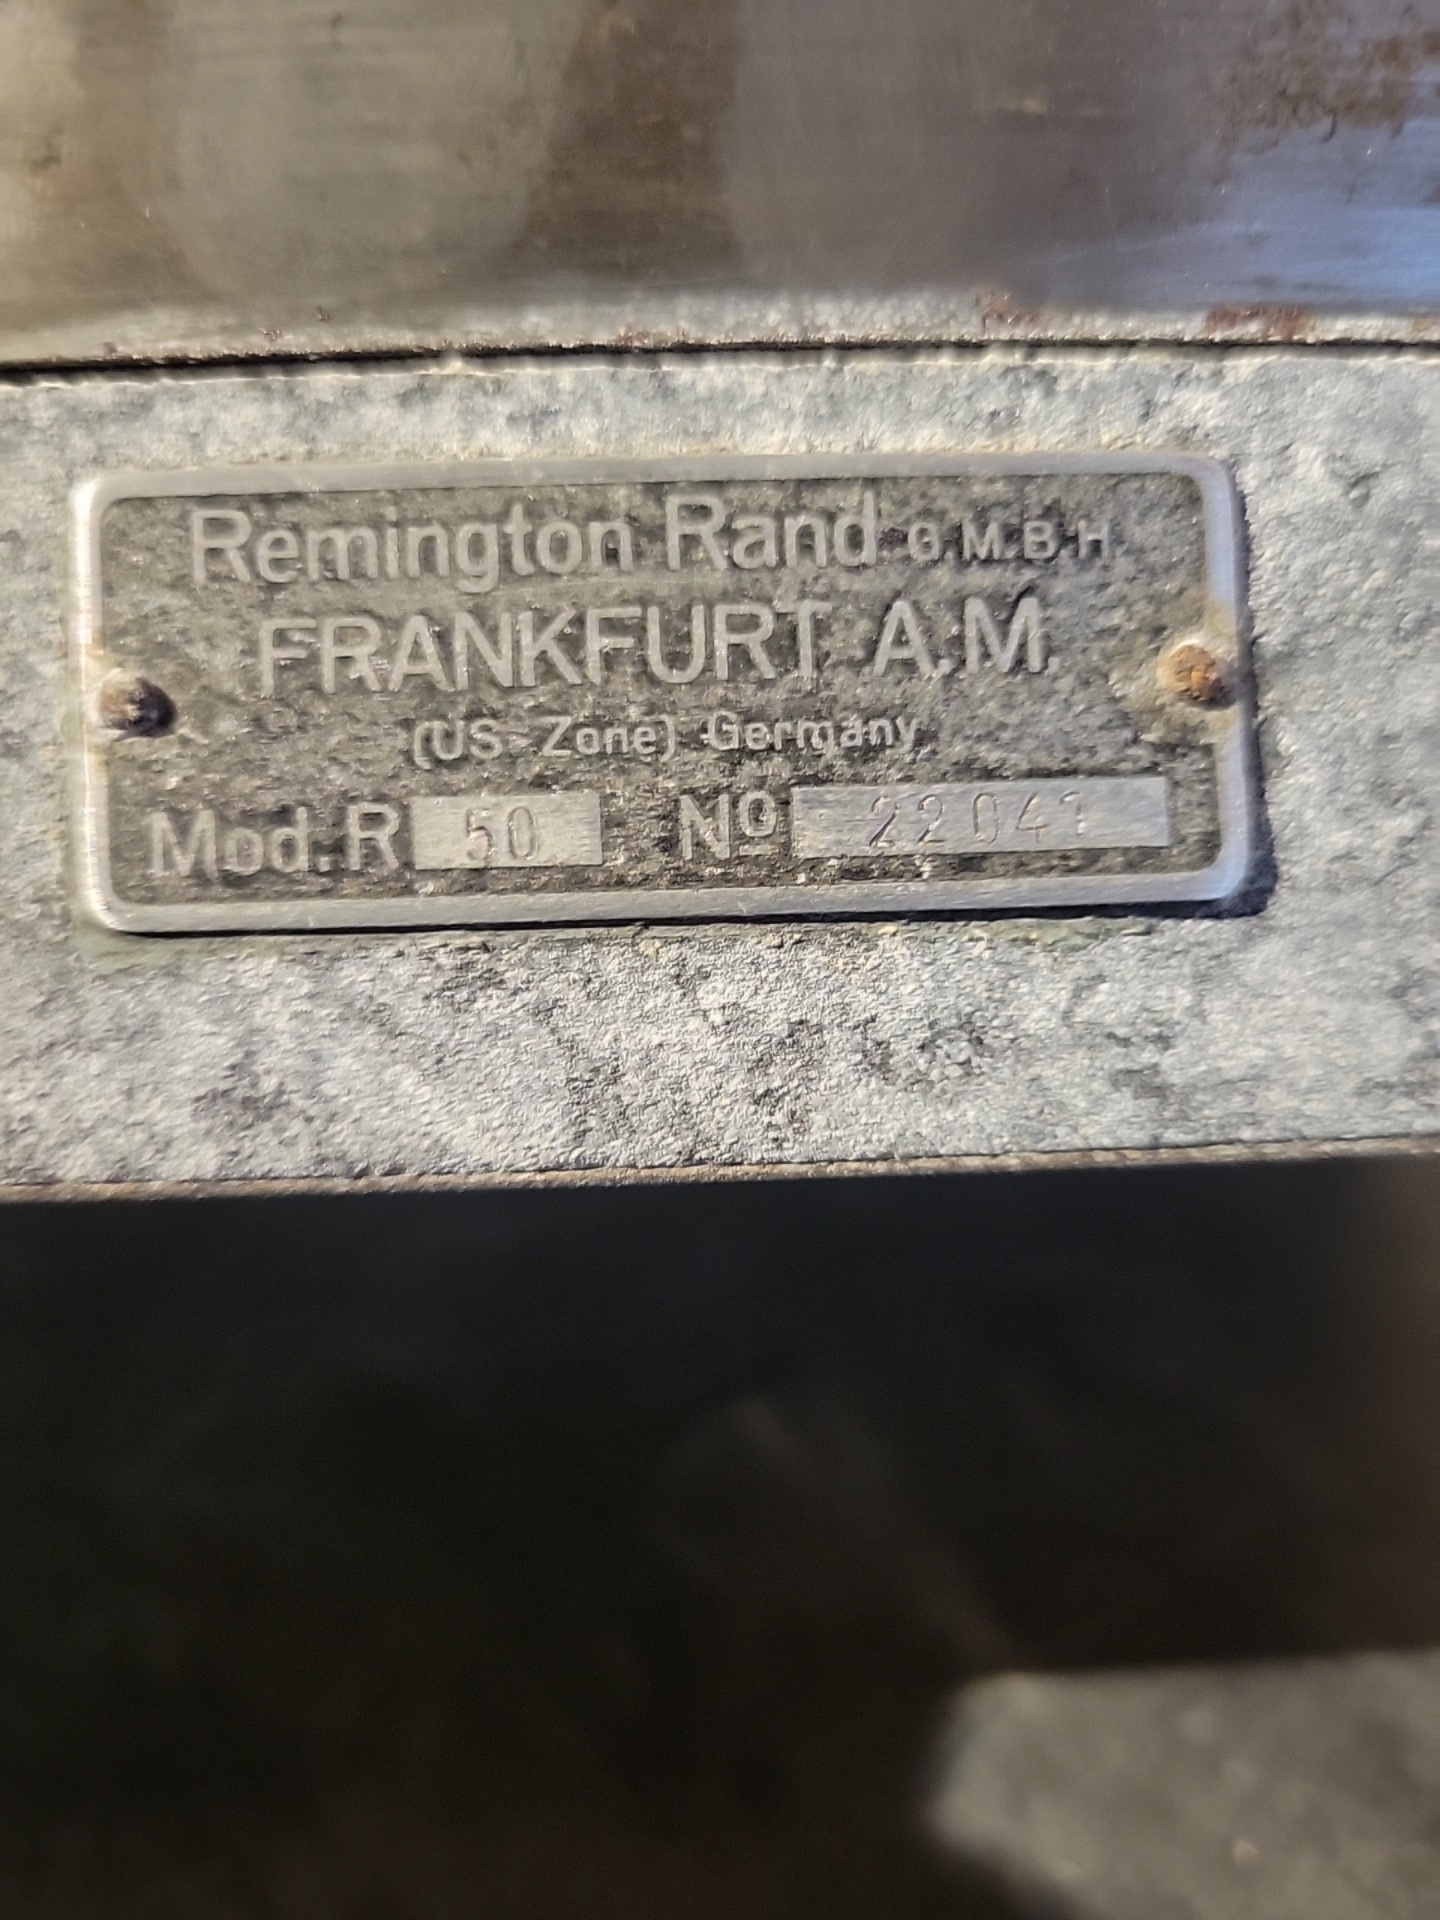 Remington Rand G.M.B.H
FRANKFURT A.M.
(US-Zone) Germany
Mod.R 50 No 22041